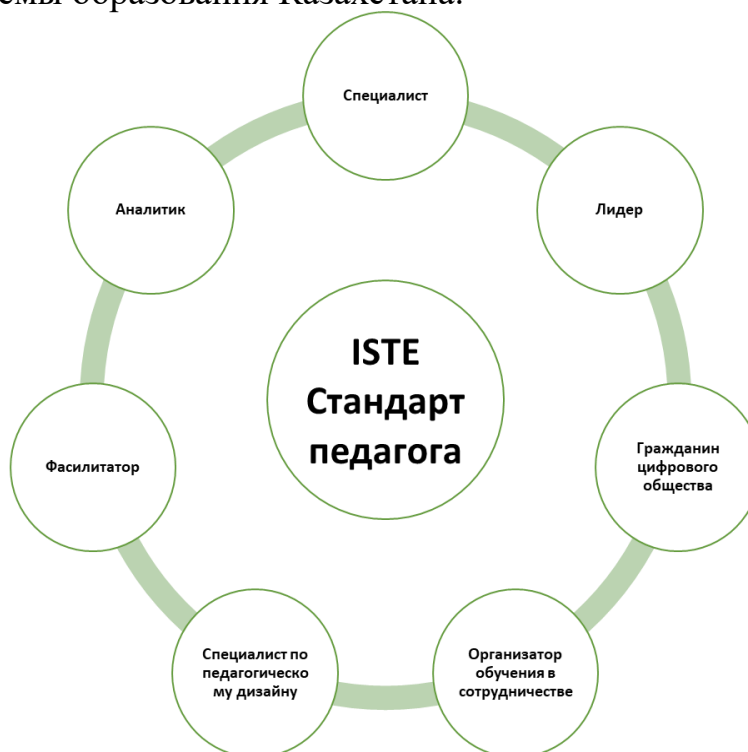 образования Казахстана.
Специалист
Лидер
Гражданин
цифрового
общества
Организатор
обучения в
сотрудничестве
Специалист по
педагогическо
му дизайну
Фасилитатор
Аналитик
ISTE
Стандарт
педагога